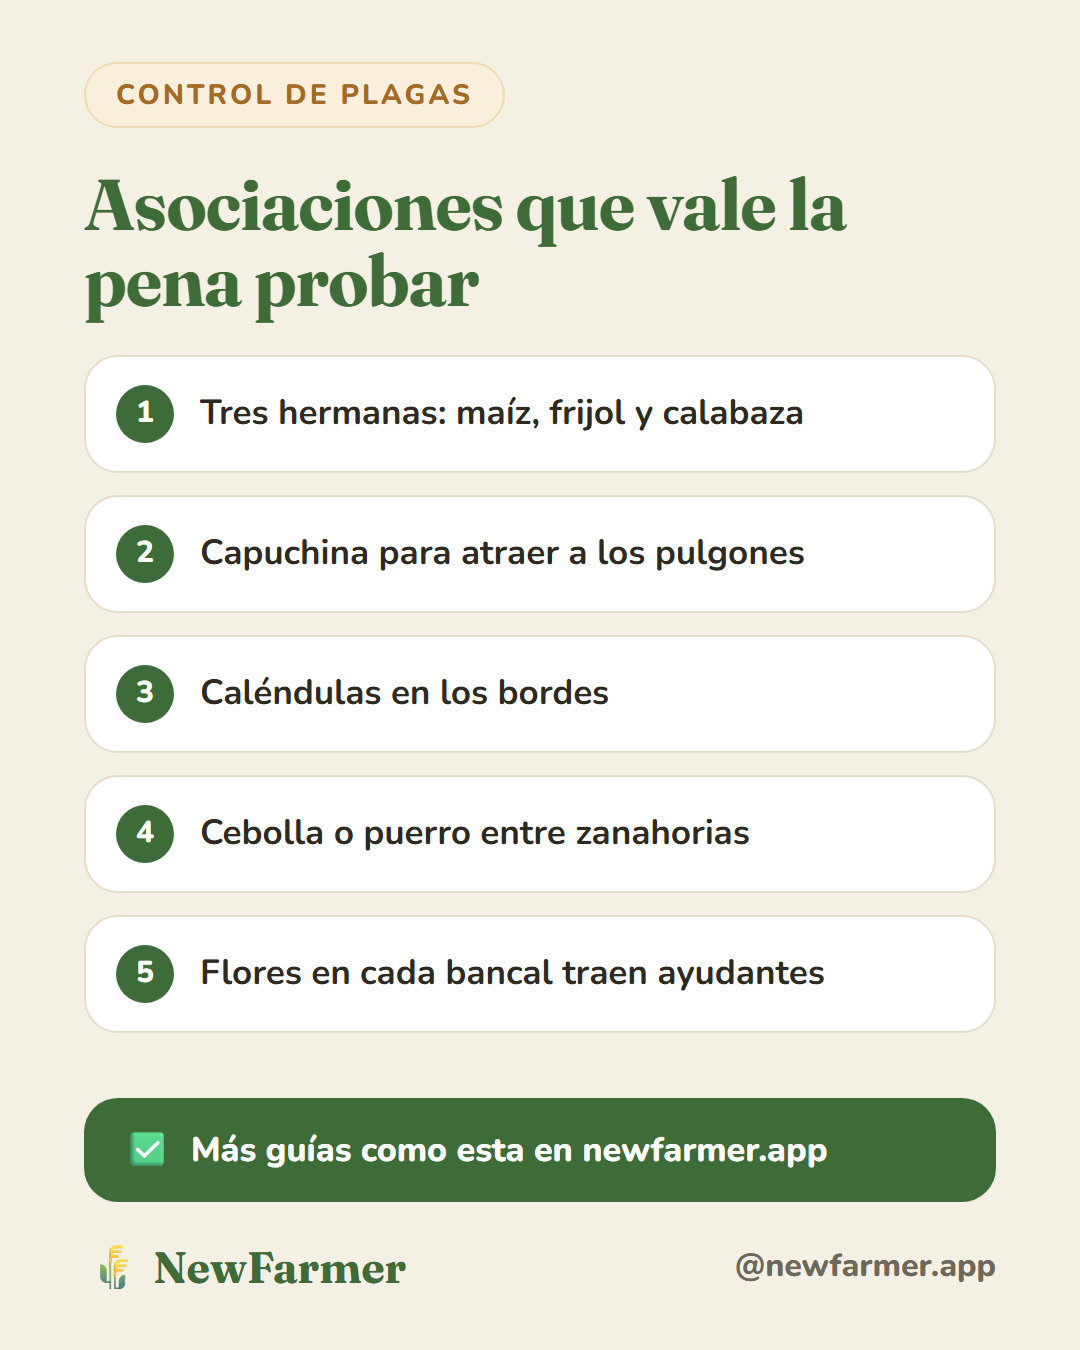 CONTROL DE PLAGAS
Asociaciones que vale la
pena probar
1 Tres hermanas: maíz, frijol y calabaza
2 Capuchina para atraer a los pulgones
3 Caléndulas en los bordes
4 Cebolla o puerro entre zanahorias
5 Flores en cada bancal traen ayudantes
✅ Más guías como esta en newfarmer.app
NewFarmer
@newfarmer.app